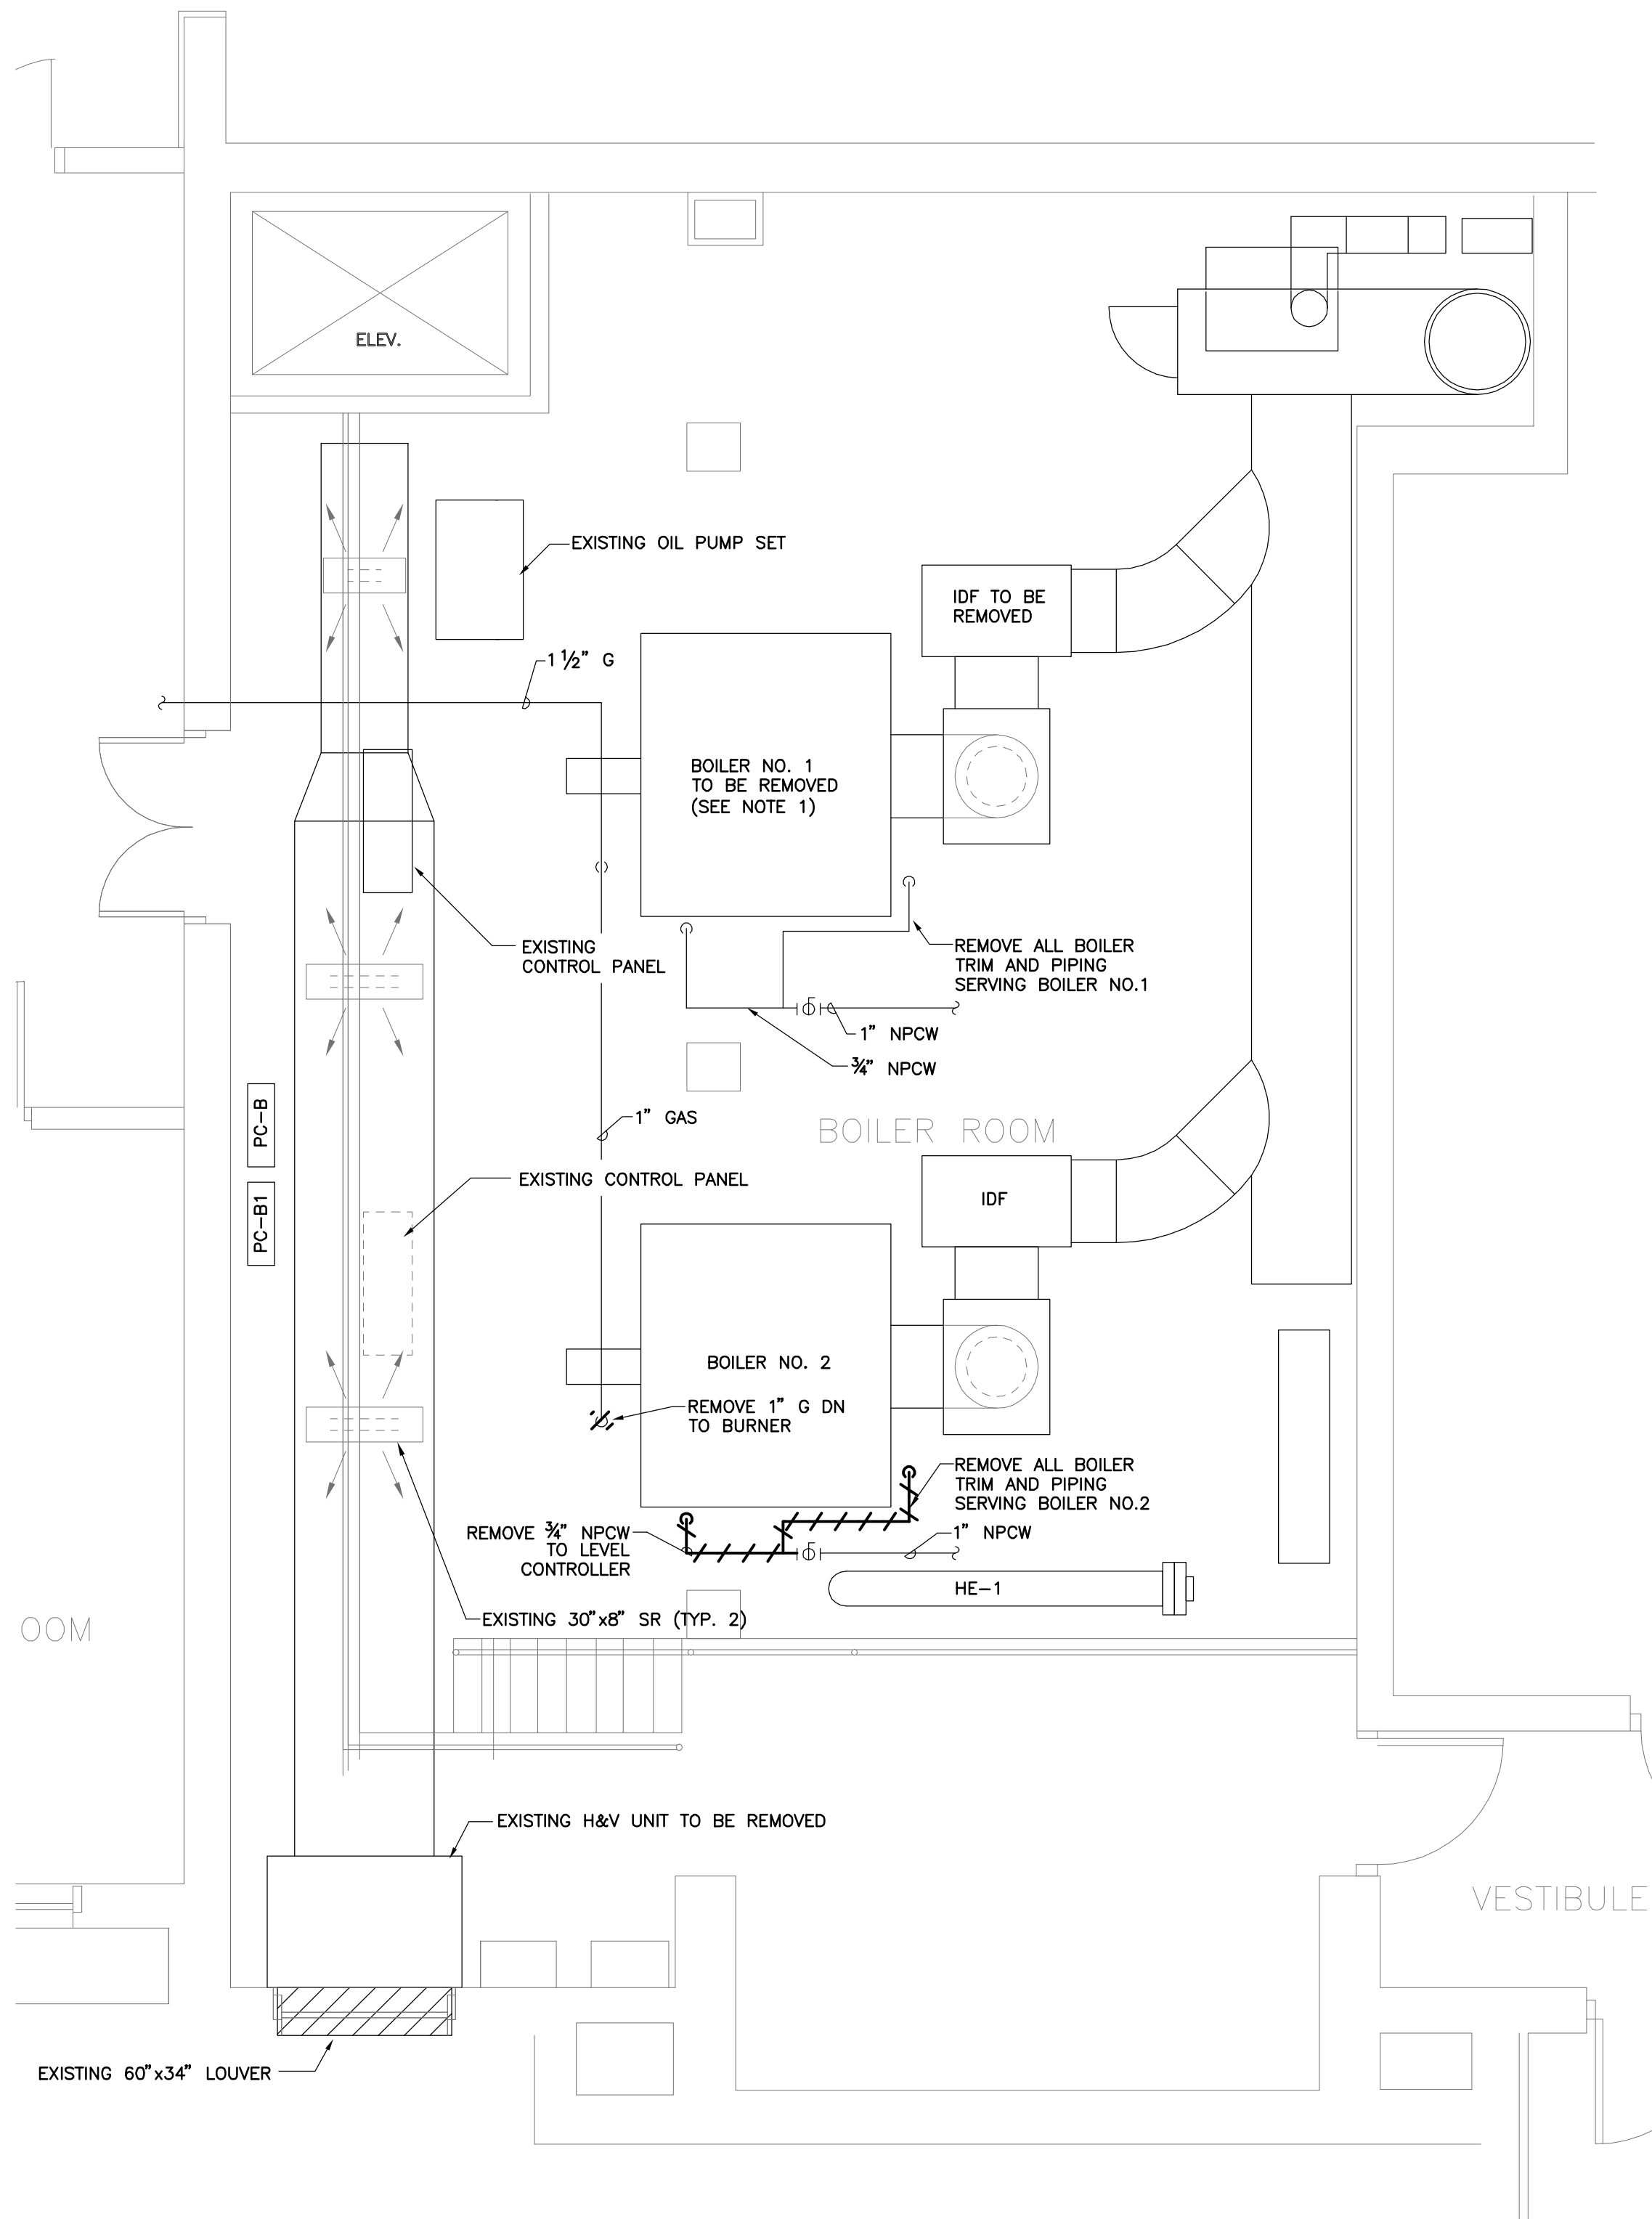 ELEV.
EXISTING OIL PUMP SET
IDF TO BE
REMOVED
1 ½" G
BOILER NO. 1
TO BE REMOVED
(SEE NOTE 1)
EXISTING
CONTROL PANEL
REMOVE ALL BOILER
TRIM AND PIPING
SERVING BOILER NO.1
1" NPCW
¾" NPCW
PC-B
1" GAS
BOILER ROOM
EXISTING CONTROL PANEL
PC-B1
IDF
BOILER NO. 2
REMOVE 1" G DN
TO BURNER
REMOVE ALL BOILER
TRIM AND PIPING
SERVING BOILER NO.2
REMOVE ¾" NPCW
TO LEVEL
CONTROLLER
1" NPCW
HE-1
EXISTING 30"x8" SR (TYP. 2)
OOM
EXISTING H&V UNIT TO BE REMOVED
VESTIBULE
EXISTING 60"x34" LOUVER